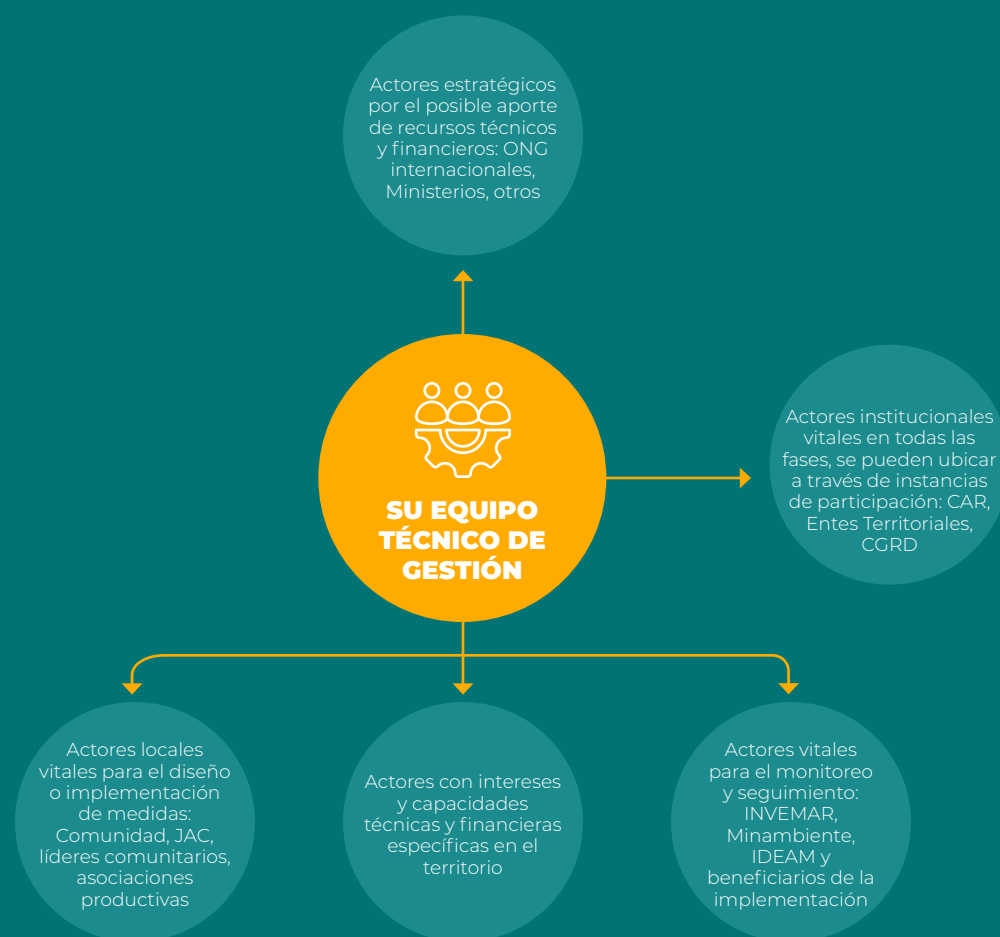 Actores estratégicos
por el posible aporte
de recursos técnicos
y financieros: ONG
internacionales,
Ministerios, otros
SU EQUIPO
TÉCNICO DE
GESTIÓN
Actores institucionales
vitales en todas las
fases, se pueden ubicar
a través de instancias
de participación: CAR,
Entes Territoriales,
CGRD
Actores locales
vitales para el diseño
o implementación
de medidas:
Comunidad, JAC,
líderes comunitarios,
asociaciones
productivas
Actores con intereses
y capacidades
técnicas y financieras
específicas en el
territorio
Actores vitales
para el monitoreo
y seguimiento:
INVEMAR,
Minambiente,
IDEAM y
beneficiarios de la
implementación